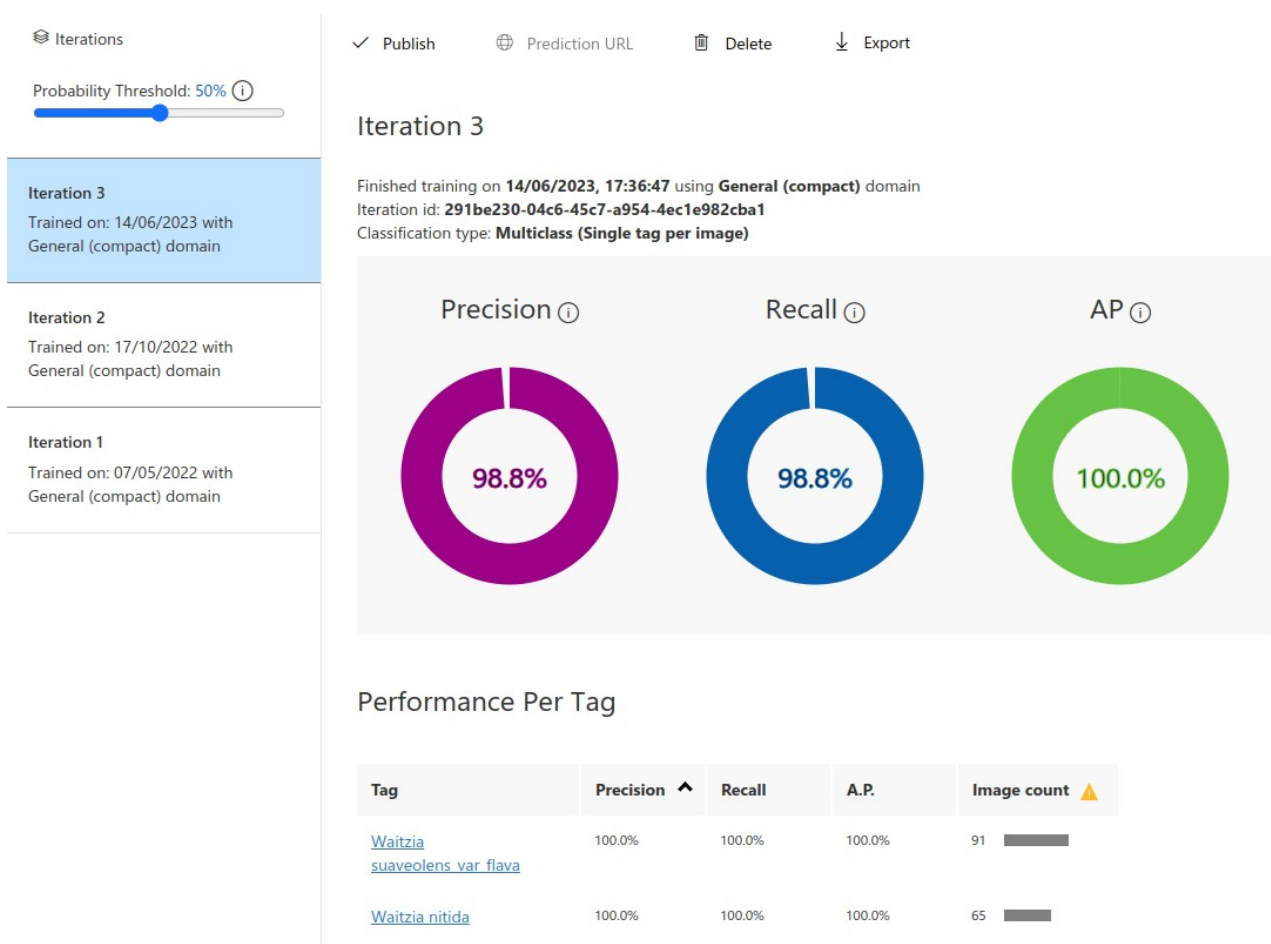 Iterations
Probability Threshold: 50%
Iteration 3
Trained on: 14/06/2023 with
General (compact) domain
Iteration 2
Trained on: 17/10/2022 with
General (compact) domain
Iteration 1
Trained on: 07/05/2022 with
General (compact) domain
Publish Prediction URL Delete Export
Iteration 3
Finished training on 14/06/2023, 17:36:47 using General (compact) domain
Iteration id: 291be230-04c6-45c7-a954-4ec1e982cba1
Classification type: Multiclass (Single tag per image)
Precision Recall AP
98.8% 98.8% 100.0%
Performance Per Tag
Tag Precision Recall A.P. Image count
Waitzia 100.0% 100.0% 100.0% 91
suaveolens_var_flava
Waitzia nitida 100.0% 100.0% 100.0% 65